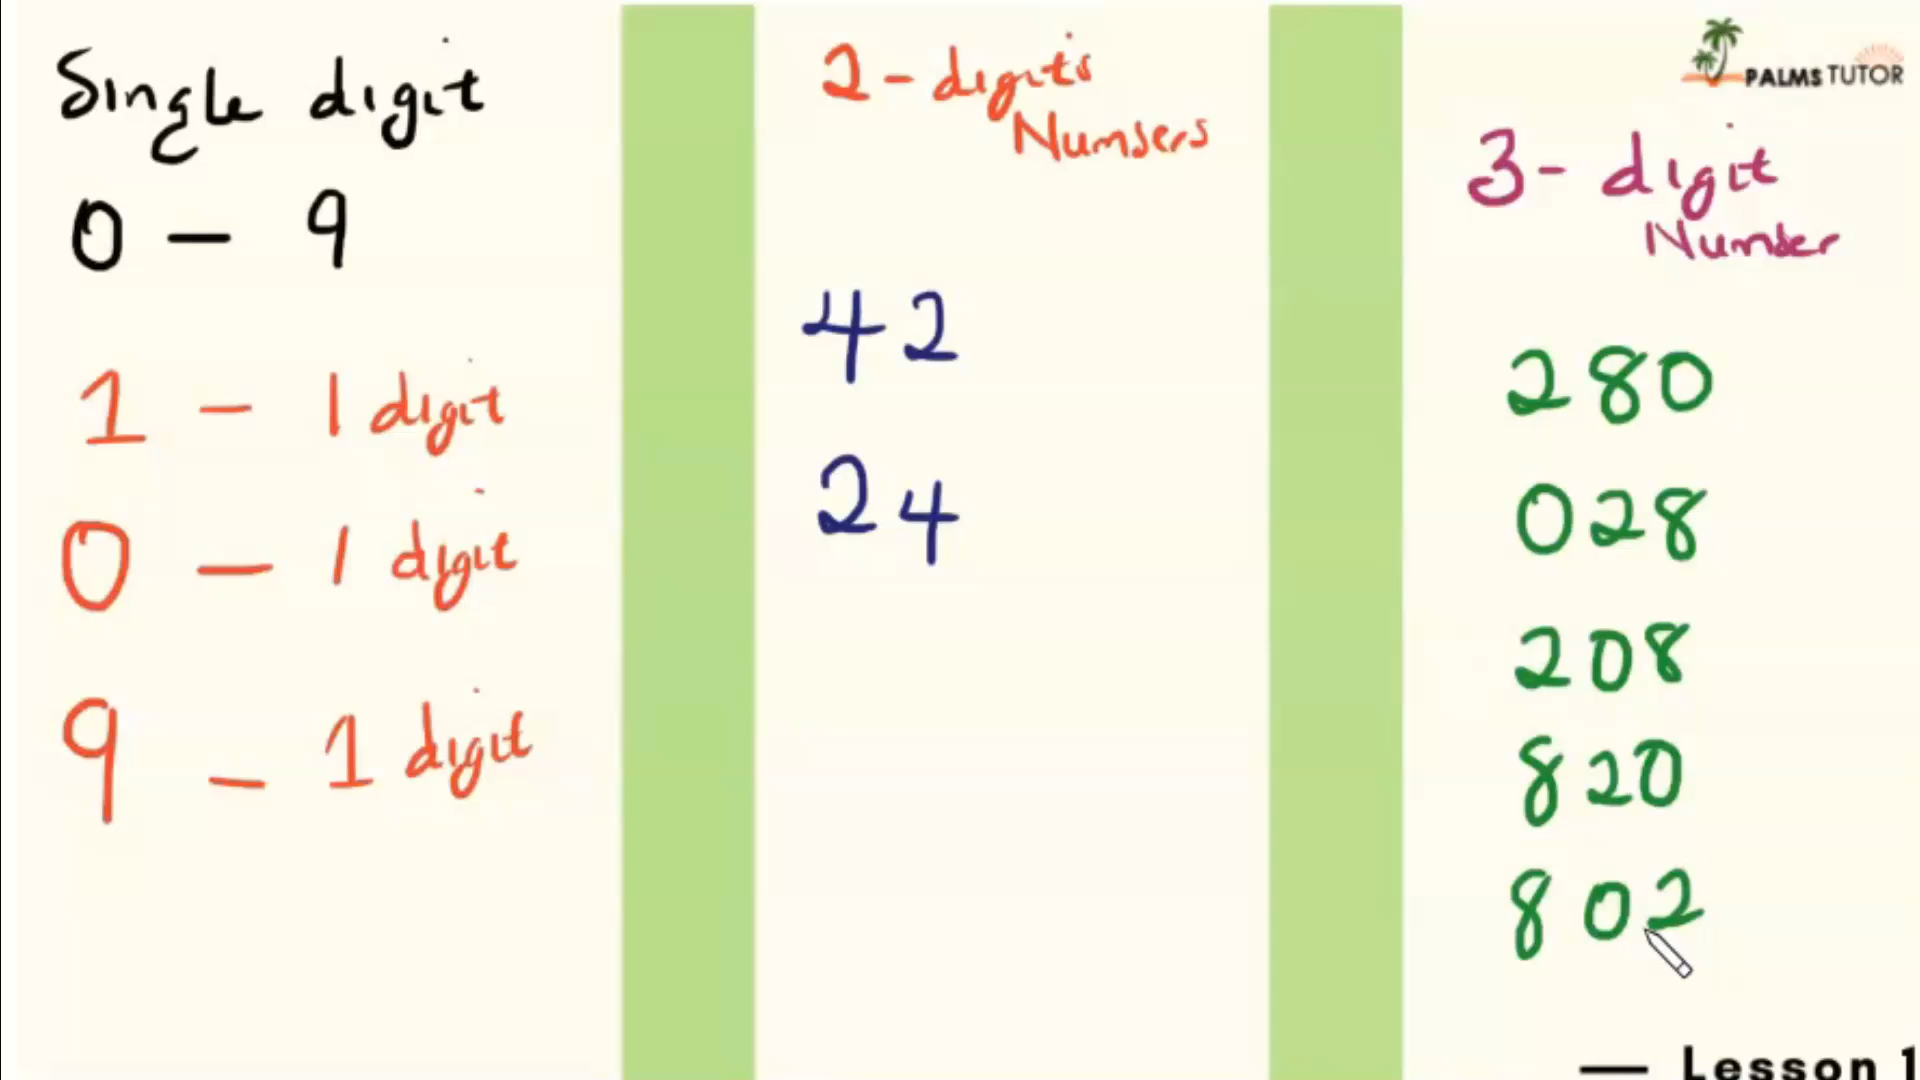 Single digit
0 – 9
1 – 1 digit
0 – 1 digit
9 – 1 digit
2-digits
Numbers
42
24
PALMS TUTOR
3-digit
Number
280
028
208
820
802
— Lesson 1